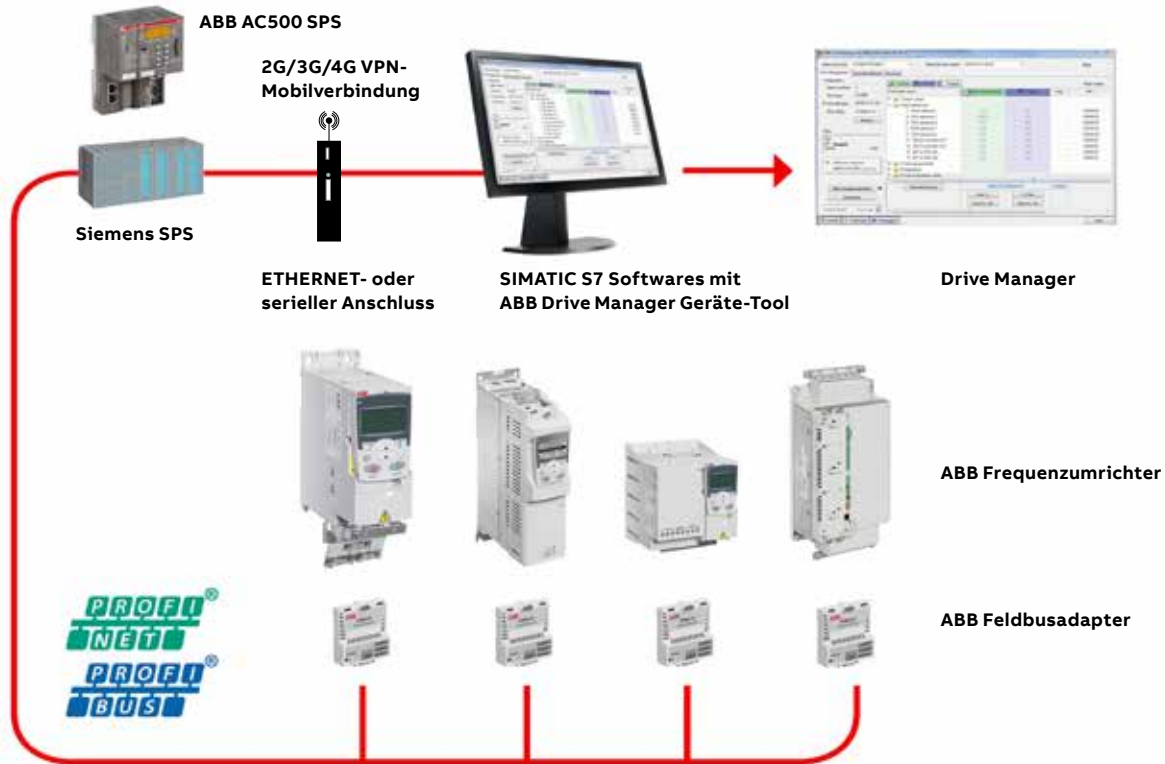 ABB AC500 SPS
2G/3G/4G VPN-
Mobilverbindung
Siemens SPS
ETHERNET- oder
serieller Anschluss
SIMATIC S7 Softwares mit
ABB Drive Manager Geräte-Tool
Drive Manager
ABB Frequenzumrichter
ABB Feldbusadapter
PROFI®
NET
PROFI®
BUS